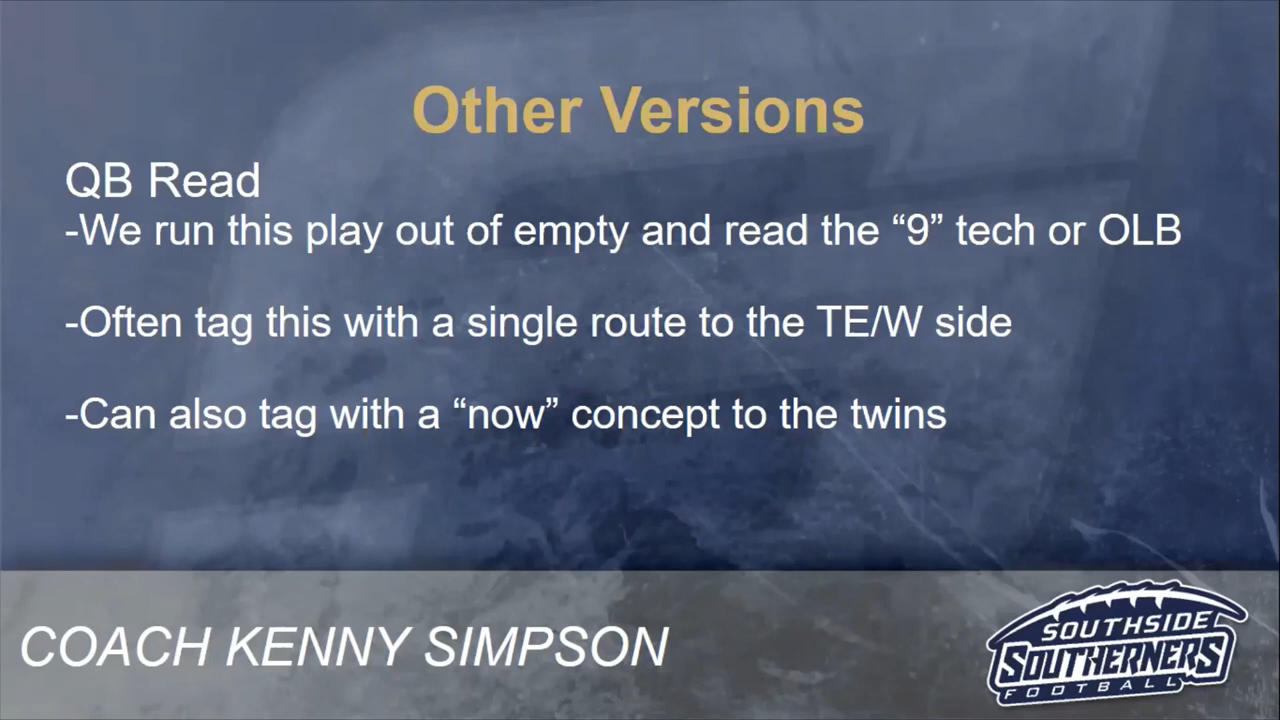 Other Versions
QB Read
-We run this play out of empty and read the “9” tech or OLB
-Often tag this with a single route to the TE/W side
-Can also tag with a “now” concept to the twins
COACH KENNY SIMPSON
SOUTHSIDE
SOUTHERNERS
FOOTBALL